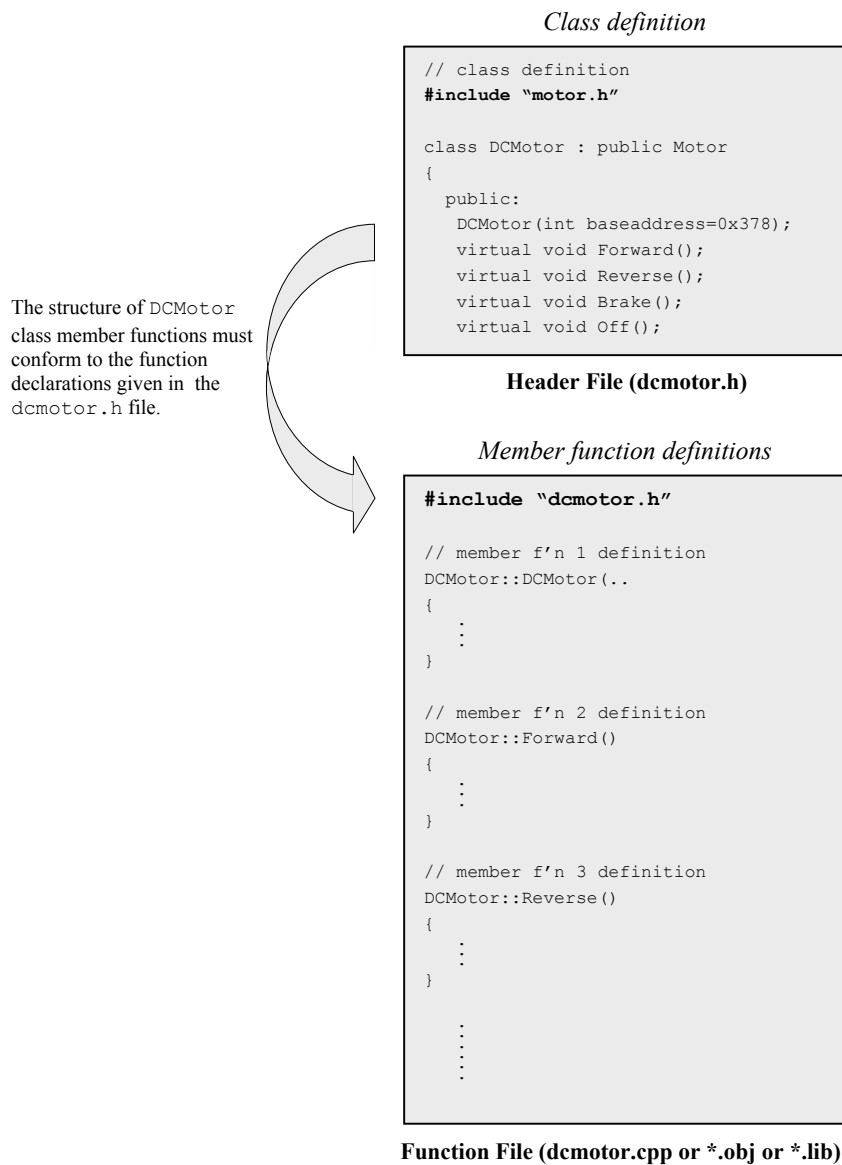 Class definition
// class definition
#include “motor.h”
class DCMotor : public Motor
{
public:
DCMotor(int baseaddress=0x378);
virtual void Forward();
virtual void Reverse();
virtual void Brake();
virtual void Off();
Header File (dcmotor.h)
The structure of DCMotor
class member functions must
conform to the function
declarations given in the
dcmotor.h file.
Member function definitions
#include “dcmotor.h”
// member f’n 1 definition
DCMotor::DCMotor(..
{
}
// member f’n 2 definition
DCMotor::Forward()
{
}
// member f’n 3 definition
DCMotor::Reverse()
{
}
Function File (dcmotor.cpp or *.obj or *.lib)